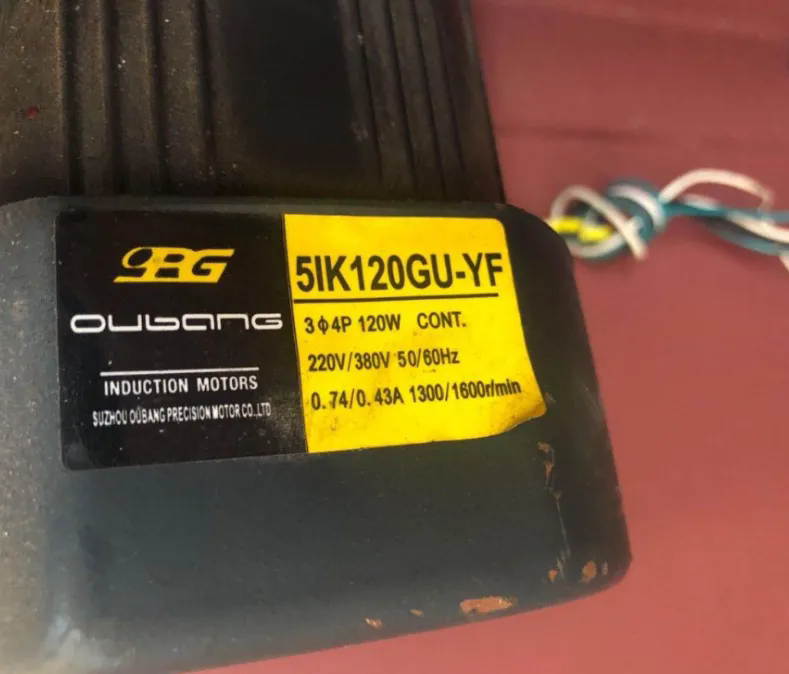 OBG
OUBANG
INDUCTION MOTORS
SUZHOU OUBANG PRECISION MOTOR CO.,LTD
5IK120GU-YF
3ϕ4P 120W CONT.
220V/380V 50/60Hz
0.74/0.43A 1300/1600r/min